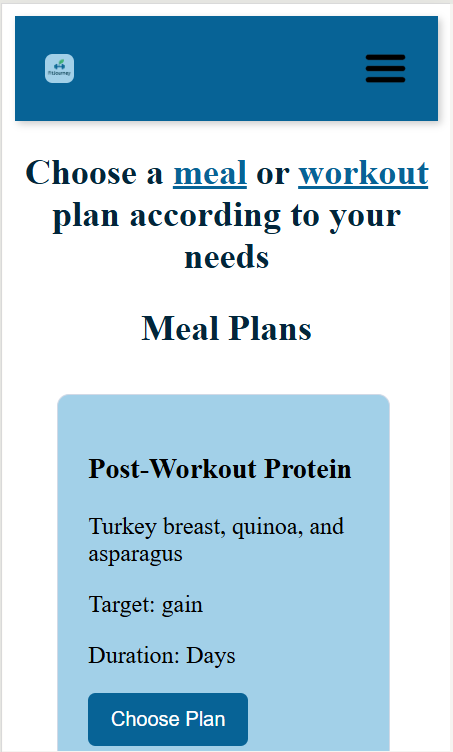 fitJourney
Choose a meal or workout
plan according to your
needs
Meal Plans
Post-Workout Protein
Turkey breast, quinoa, and
asparagus
Target: gain
Duration: Days
Choose Plan